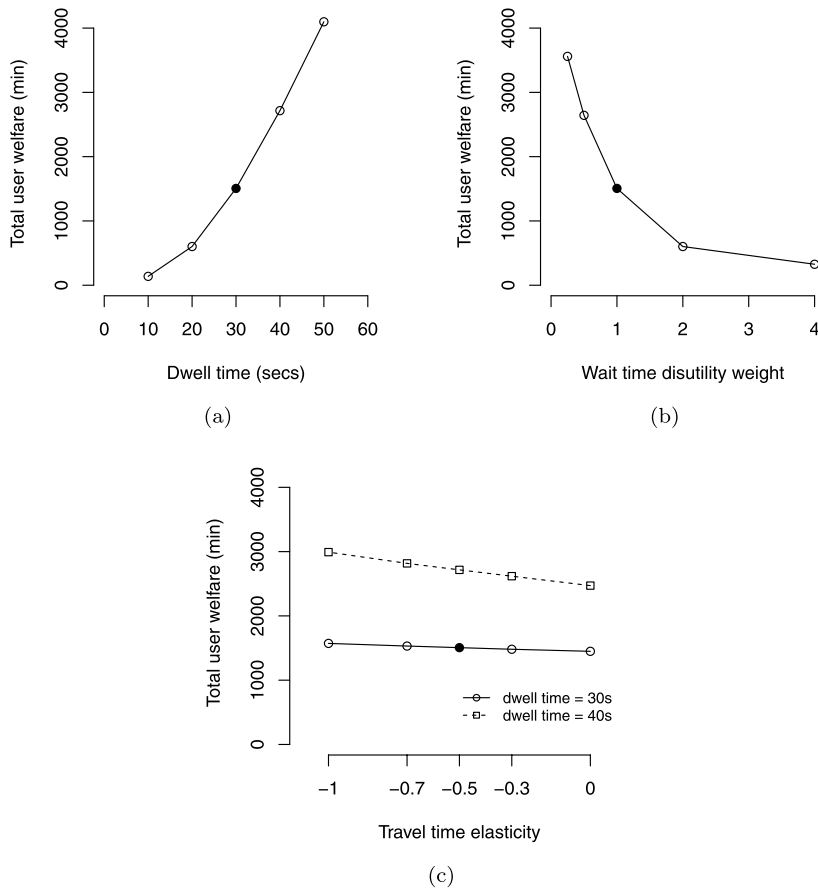 Total user welfare (min)
4000
3000
2000
1000
0
0 10 20 30 40 50 60
Dwell time (secs)
(a)
Total user welfare (min)
4000
3000
2000
1000
0
0 1 2 3 4
Wait time disutility weight
(b)
Total user welfare (min)
4000
3000
2000
1000
0
dwell time = 30s
dwell time = 40s
−1 −0.7 −0.5 −0.3 0
Travel time elasticity
(c)